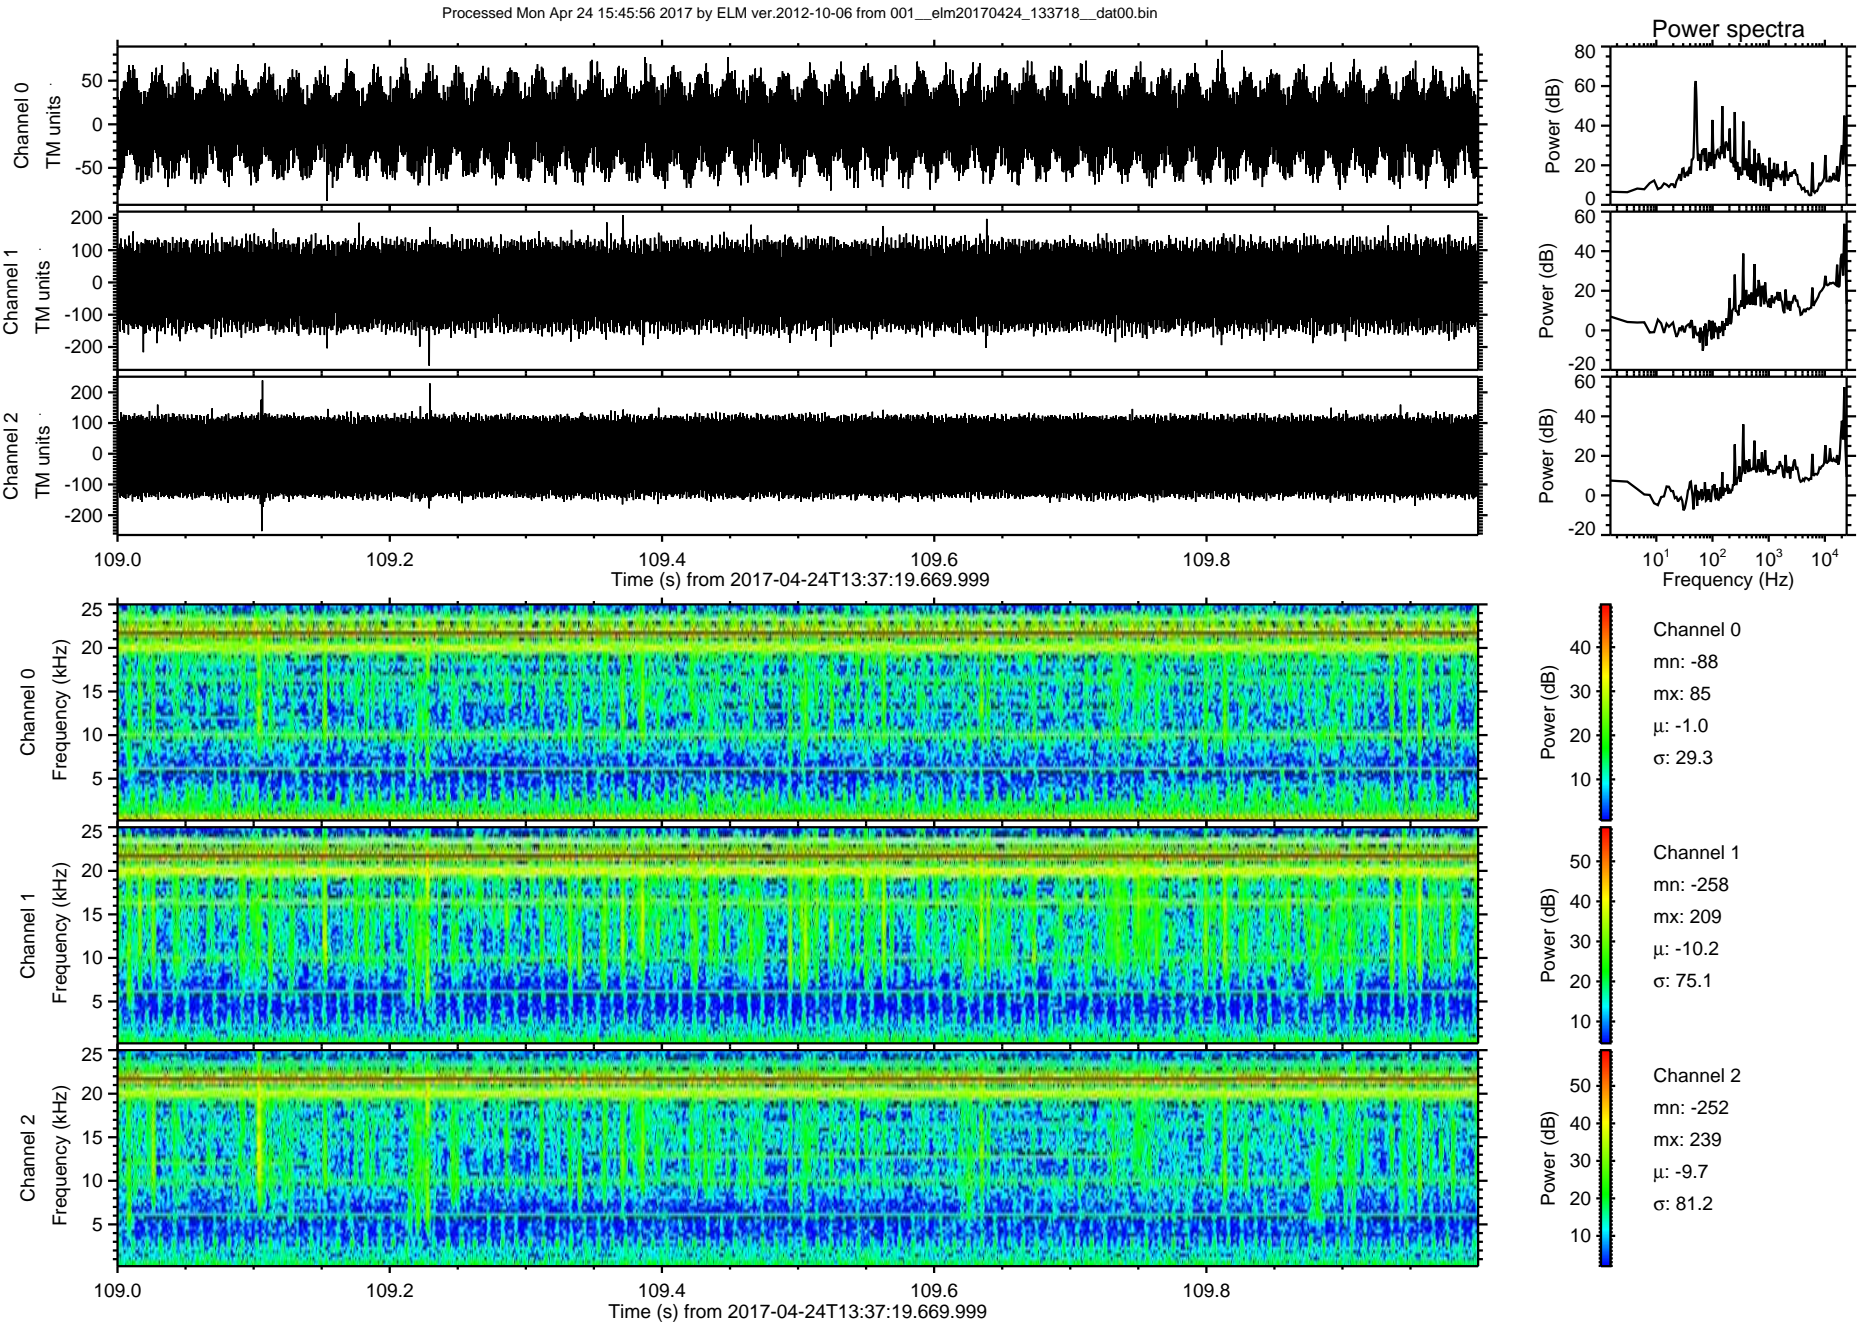 Processed Mon Apr 24 15:45:56 2017 by ELM ver.2012-10-06 from 001__elm20170424_133718__dat00.bin
Power spectra
Channel 0
TM units
50
0
-50
Power (dB)
80
60
40
20
0
Channel 1
TM units
200
100
0
-100
-200
Power (dB)
60
40
20
0
-20
Channel 2
TM units
200
100
0
-100
-200
Power (dB)
60
40
20
0
-20
109.0 109.2 109.4 109.6 109.8
Time (s) from 2017-04-24T13:37:19.669.999
10^1 10^2 10^3 10^4
Frequency (Hz)
Channel 0
Frequency (kHz)
25
20
15
10
5
Power (dB)
40
30
20
10
Channel 0
mn: -88
mx: 85
µ: -1.0
σ: 29.3
Channel 1
Frequency (kHz)
25
20
15
10
5
Power (dB)
50
40
30
20
10
Channel 1
mn: -258
mx: 209
µ: -10.2
σ: 75.1
Channel 2
Frequency (kHz)
25
20
15
10
5
Power (dB)
50
40
30
20
10
Channel 2
mn: -252
mx: 239
µ: -9.7
σ: 81.2
109.0 109.2 109.4 109.6 109.8
Time (s) from 2017-04-24T13:37:19.669.999